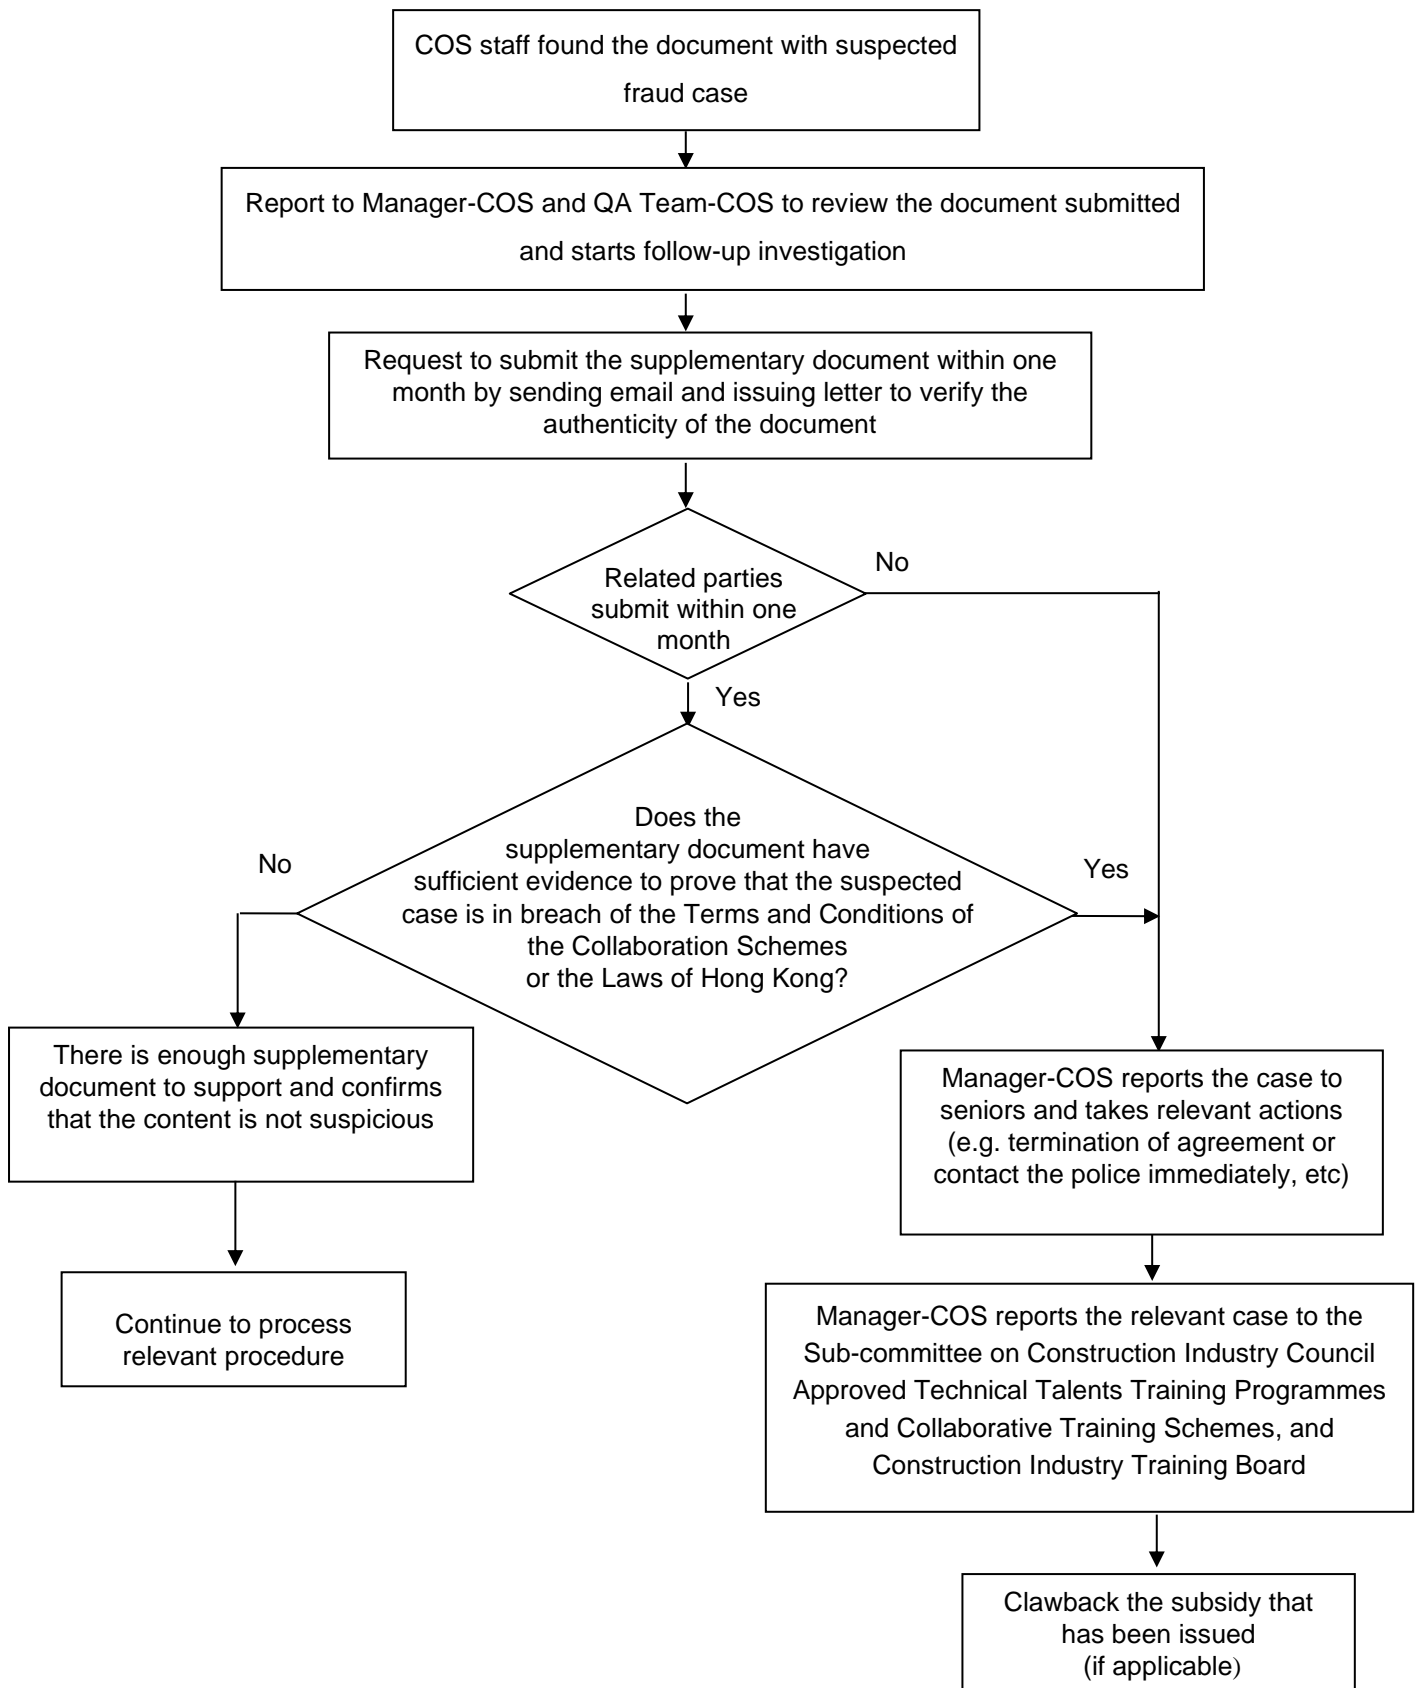 COS staff found the document with suspected
fraud case
Report to Manager-COS and QA Team-COS to review the document submitted
and starts follow-up investigation
Request to submit the supplementary document within one
month by sending email and issuing letter to verify the
authenticity of the document
Related parties
submit within one
month
No
Yes
Does the
supplementary document have
sufficient evidence to prove that the suspected
case is in breach of the Terms and Conditions of
the Collaboration Schemes
or the Laws of Hong Kong?
No
Yes
There is enough supplementary
document to support and confirms
that the content is not suspicious
Continue to process
relevant procedure
Manager-COS reports the case to
seniors and takes relevant actions
(e.g. termination of agreement or
contact the police immediately, etc)
Manager-COS reports the relevant case to the
Sub-committee on Construction Industry Council
Approved Technical Talents Training Programmes
and Collaborative Training Schemes, and
Construction Industry Training Board
Clawback the subsidy that
has been issued
(if applicable)